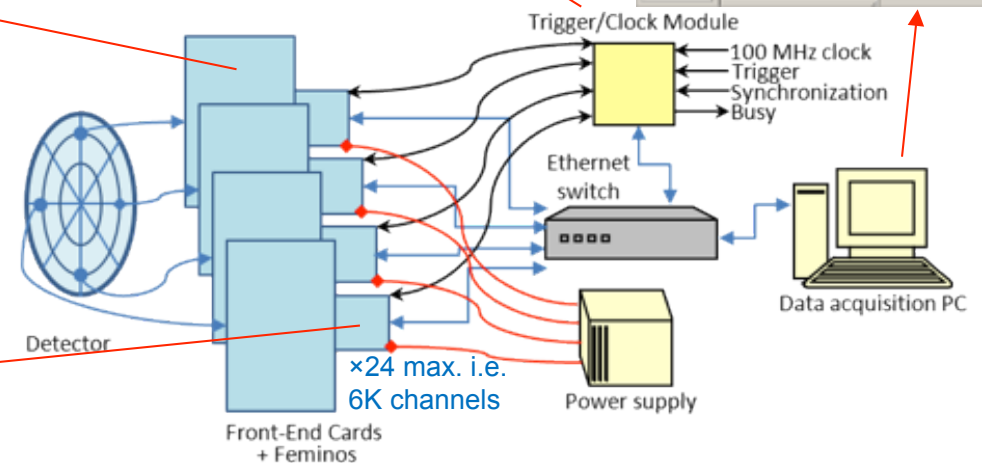 Trigger/Clock Module
100 MHz clock
Trigger
Synchronization
Busy
Ethernet
switch
Data acquisition PC
Detector
×24 max. i.e.
6K channels
Power supply
Front-End Cards
+ Feminos